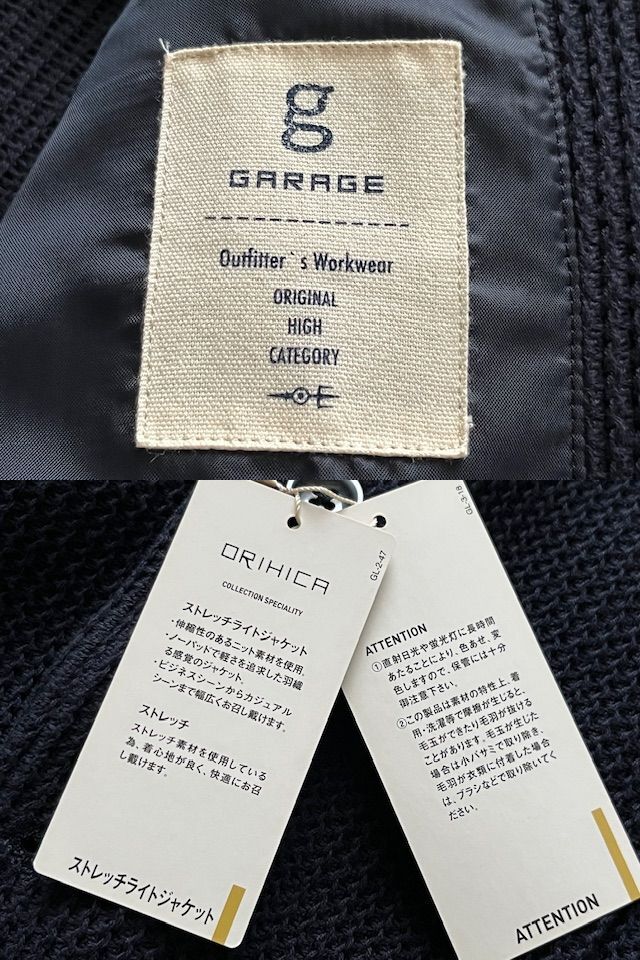 g
GARAGE
Outfitter`s Workwear
ORIGINAL
HIGH
CATEGORY
E
ORIHICA
COLLECTION SPECIALITY
GL-2-47
ストレッチライトジャケット
・伸縮性のあるニット素材を使用。
・ノーパッドで軽さを追求した羽織
る感覚のジャケット。
・ビジネスシーンからカジュアル
シーンまで幅広くお召し頂けます。
ストレッチ
ストレッチ素材を使用している
為、着心地が良く、快適にお召
し頂けます。
ストレッチライトジャケット
GL-3-18
ATTENTION
①直射日光や蛍光灯に長時間
あたることにより、色あせ、変
色しますので、保管には十分
御注意下さい。
②この製品は素材の特性上、着
用・洗濯等で摩擦が生じると、
毛玉ができたり毛羽が抜ける
ことがあります。毛玉が生じた
場合は小バサミで取り除き、
毛羽が衣類に付着した場合
は、ブラシなどで取り除いてく
ださい。
ATTENTION